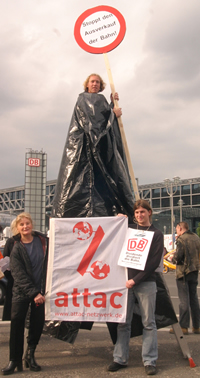 Stoppt den
Ausverkauf
der Bahn!
DB
DB
attac
www.attac-netzwerk.de